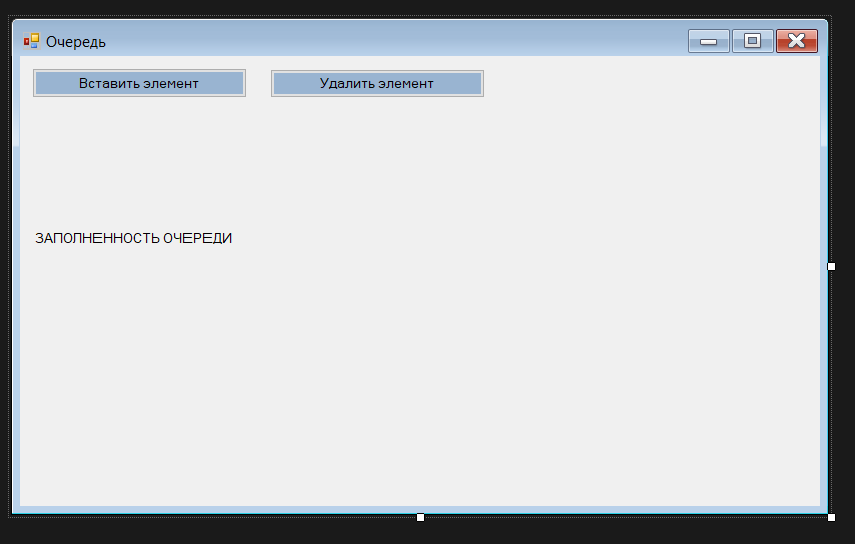 Очередь
Вставить элемент
Удалить элемент
ЗАПОЛНЕННОСТЬ ОЧЕРЕДИ